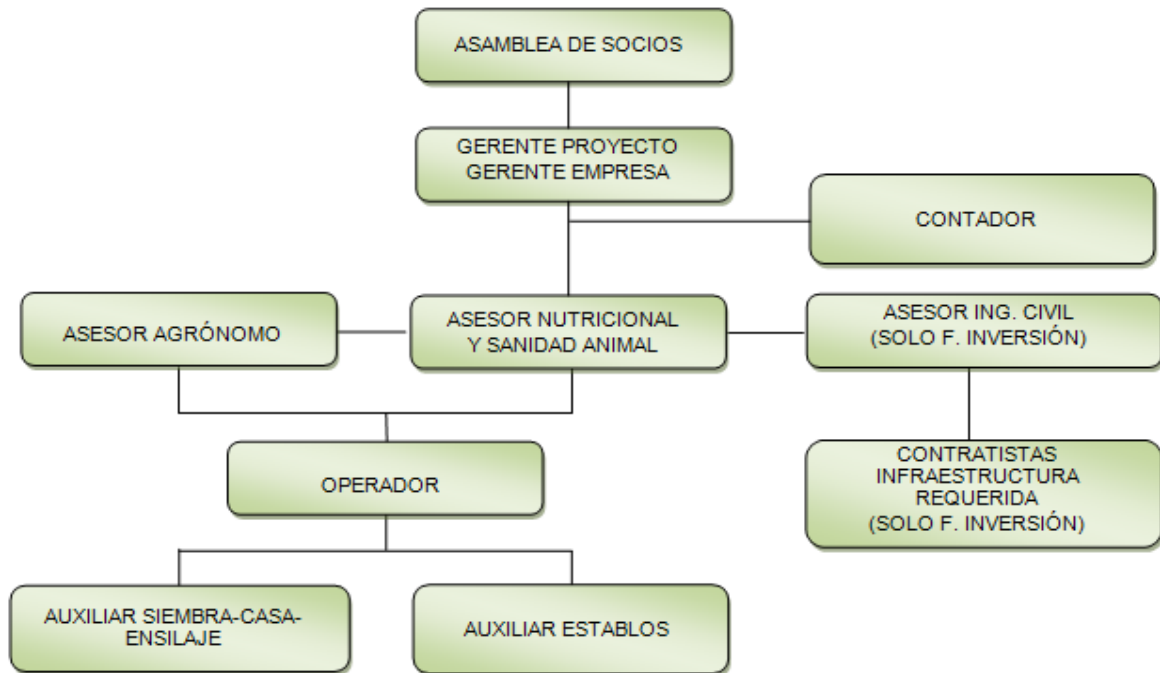 ASAMBLEA DE SOCIOS
GERENTE PROYECTO
GERENTE EMPRESA
CONTADOR
ASESOR AGRÓNOMO
ASESOR NUTRICIONAL
Y SANIDAD ANIMAL
ASESOR ING. CIVIL
(SOLO F. INVERSIÓN)
CONTRATISTAS
INFRAESTRUCTURA
REQUERIDA
(SOLO F. INVERSIÓN)
OPERADOR
AUXILIAR SIEMBRA-CASA-
ENSILAJE
AUXILIAR ESTABLOS